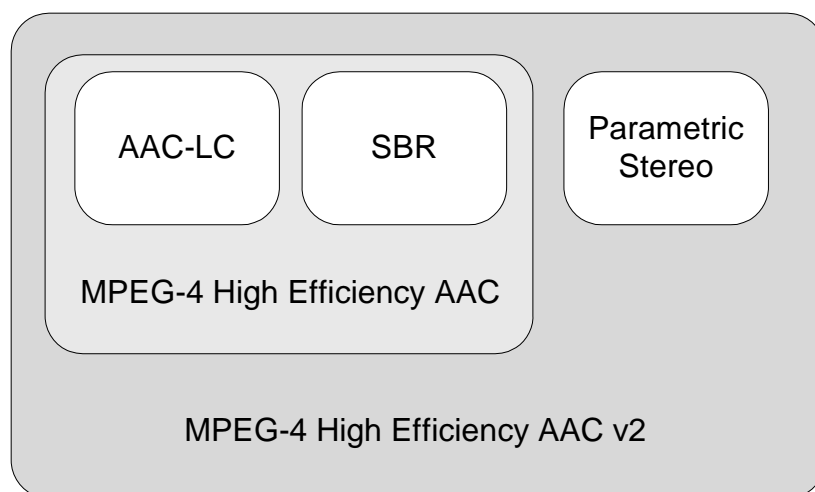 AAC-LC
SBR
Parametric
Stereo
MPEG-4 High Efficiency AAC
MPEG-4 High Efficiency AAC v2